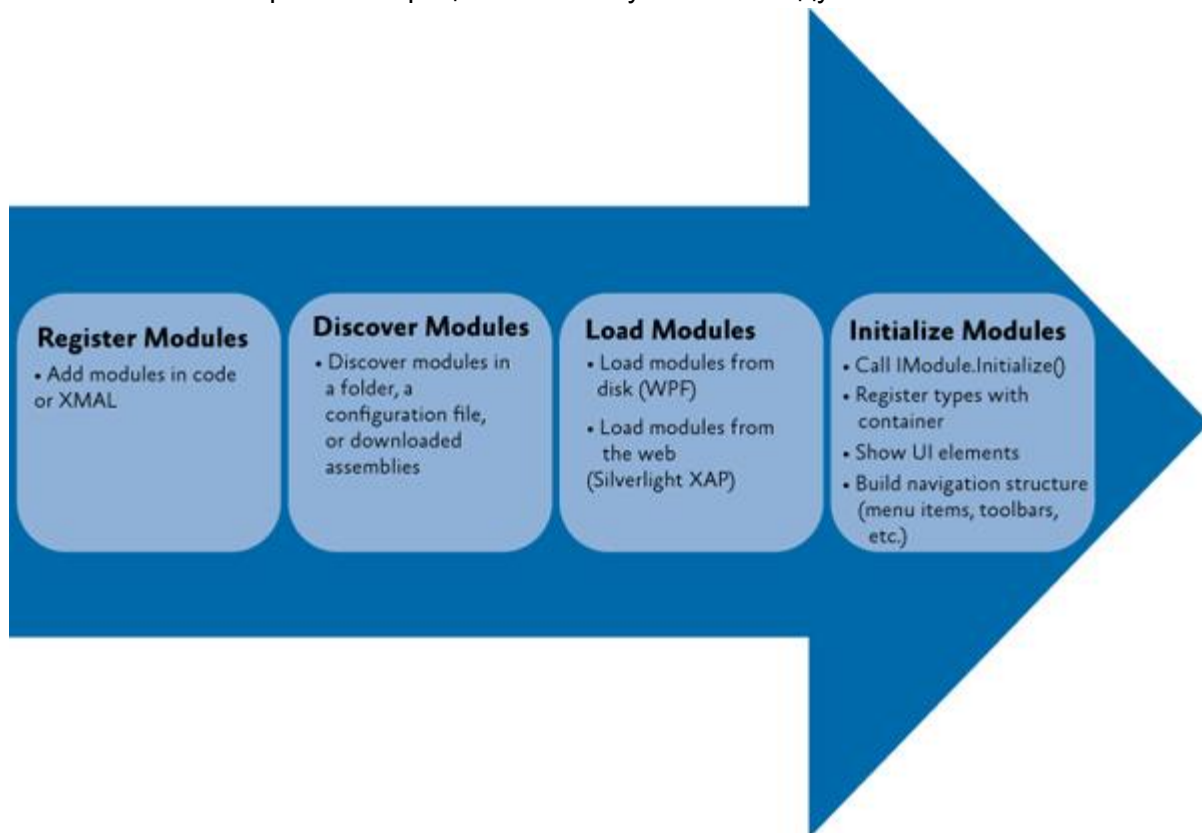 Register Modules
• Add modules in code
or XMAL
Discover Modules
• Discover modules in
a folder, a
configuration file,
or downloaded
assemblies
Load Modules
• Load modules from
disk (WPF)
• Load modules from
the web
(Silverlight XAP)
Initialize Modules
• Call IModule.Initialize()
• Register types with
container
• Show UI elements
• Build navigation structure
(menu items, toolbars,
etc.)